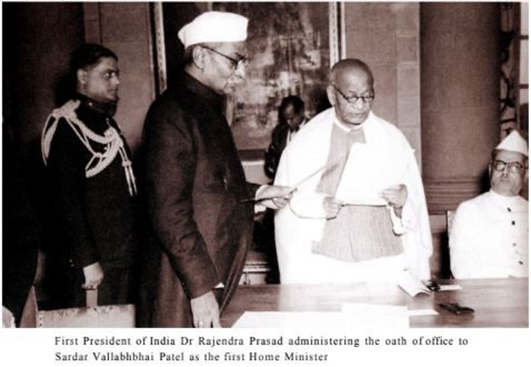 First President of India Dr Rajendra Prasad administering the oath of office to
Sardar Vallabhbhai Patel as the first Home Minister